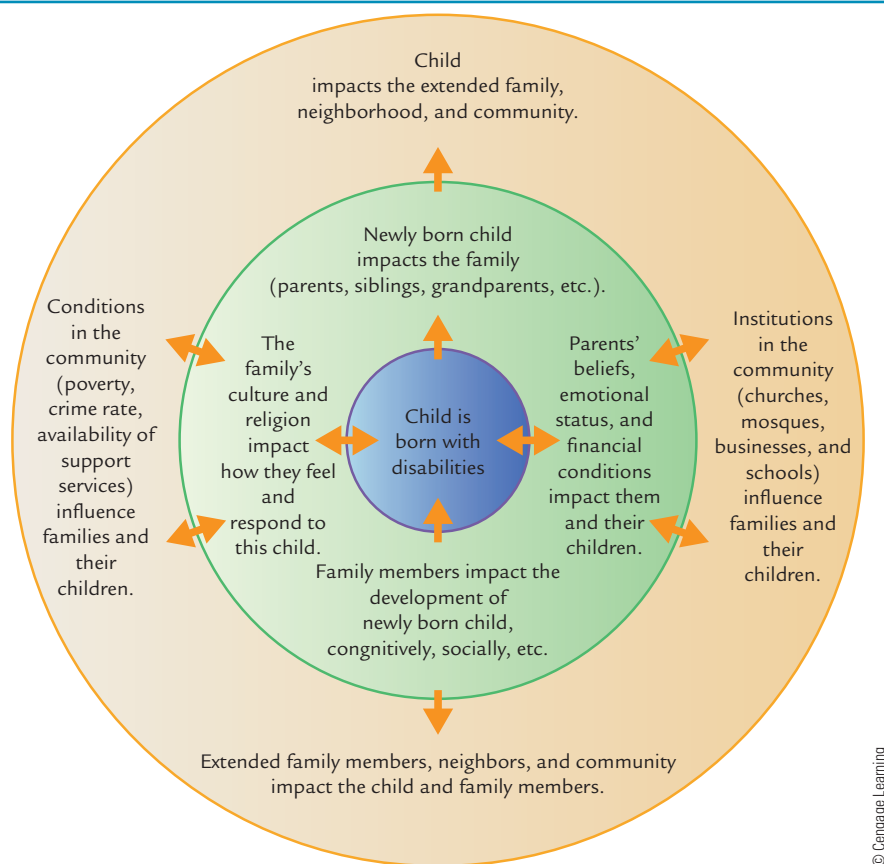 Child
impacts the extended family,
neighborhood, and community.
Newly born child
impacts the family
(parents, siblings, grandparents, etc.).
Conditions
in the
community
(poverty,
crime rate,
availability of
support
services)
influence
families and
their
children.
The
family’s
culture and
religion
impact
how they feel
and
respond to
this child.
Child is
born with
disabilities
Parents’
beliefs,
emotional
status, and
financial
conditions
impact them
and their
children.
Institutions
in the
community
(churches,
mosques,
businesses, and
schools)
influence
families and
their
children.
Family members impact the
development of
newly born child,
congnitively, socially, etc.
Extended family members, neighbors, and community
impact the child and family members.
© Cengage Learning